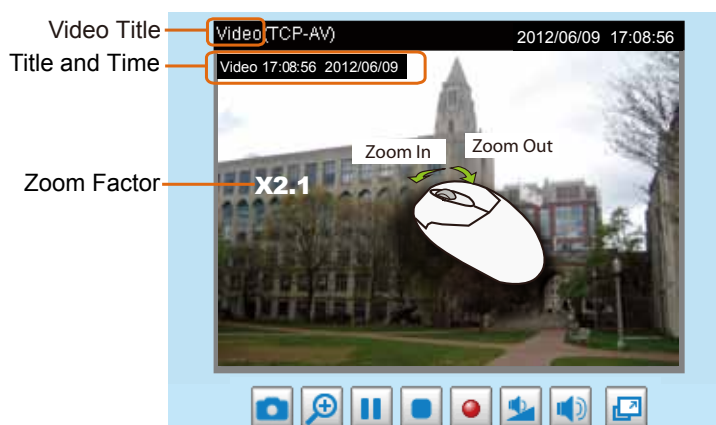 Video Title
Video(TCP-AV) 2012/06/09 17:08:56
Title and Time
Video 17:08:56 2012/06/09
Zoom In
Zoom Out
Zoom Factor
X2.1